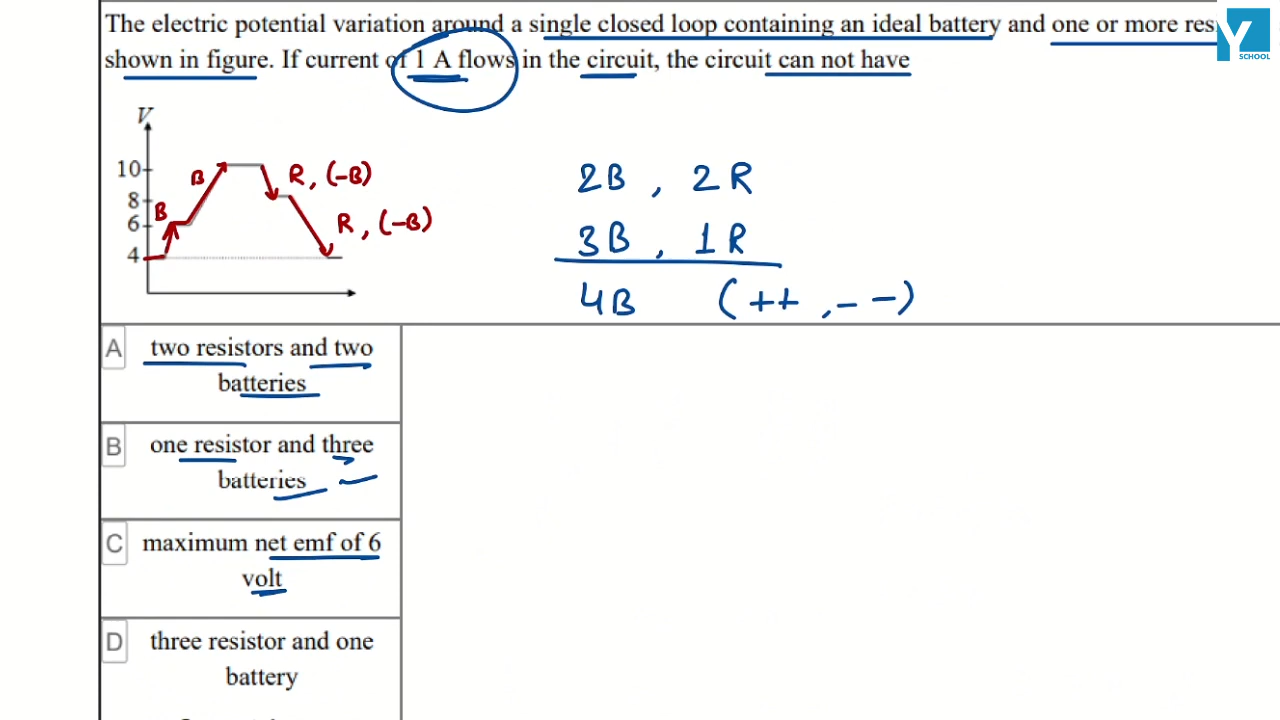 The electric potential variation around a single closed loop containing an ideal battery and one or more res
shown in figure. If current of 1 A flows in the circuit, the circuit can not have
Y
SCHOOL
V
10
8
6
4
B
B
R, (-B)
R, (-B)
2B, 2R
3B, 1R
4B (++, --)
A two resistors and two
batteries
B one resistor and three
batteries
C maximum net emf of 6
volt
D three resistor and one
battery